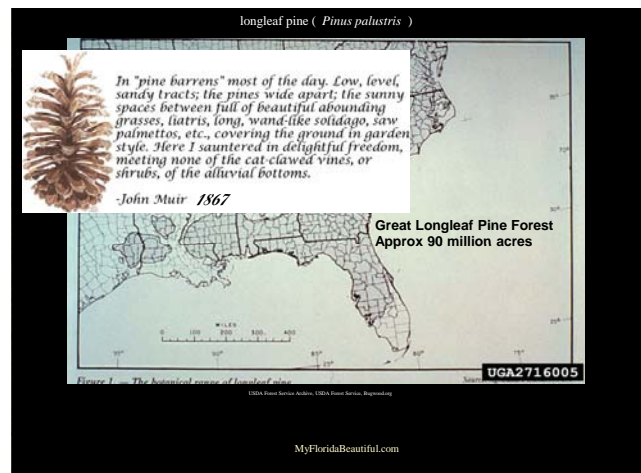 longleaf pine ( Pinus palustris )
In "pine barrens" most of the day. Low, level,
sandy tracts; the pines wide apart; the sunny
spaces between full of beautiful abounding
grasses, liatris, long, wand-like solidago, saw
palmettos, etc., covering the ground in garden
style. Here I sauntered in delightful freedom,
meeting none of the cat-clawed vines, or
shrubs, of the alluvial bottoms.
-John Muir 1867
Great Longleaf Pine Forest
Approx 90 million acres
MILES
0 100 200 300 400
Figure 1. — The botanical range of longleaf pine
UGA2716005
USDA Forest Service Archive, USDA Forest Service, Bugwood.org
MyFloridaBeautiful.com